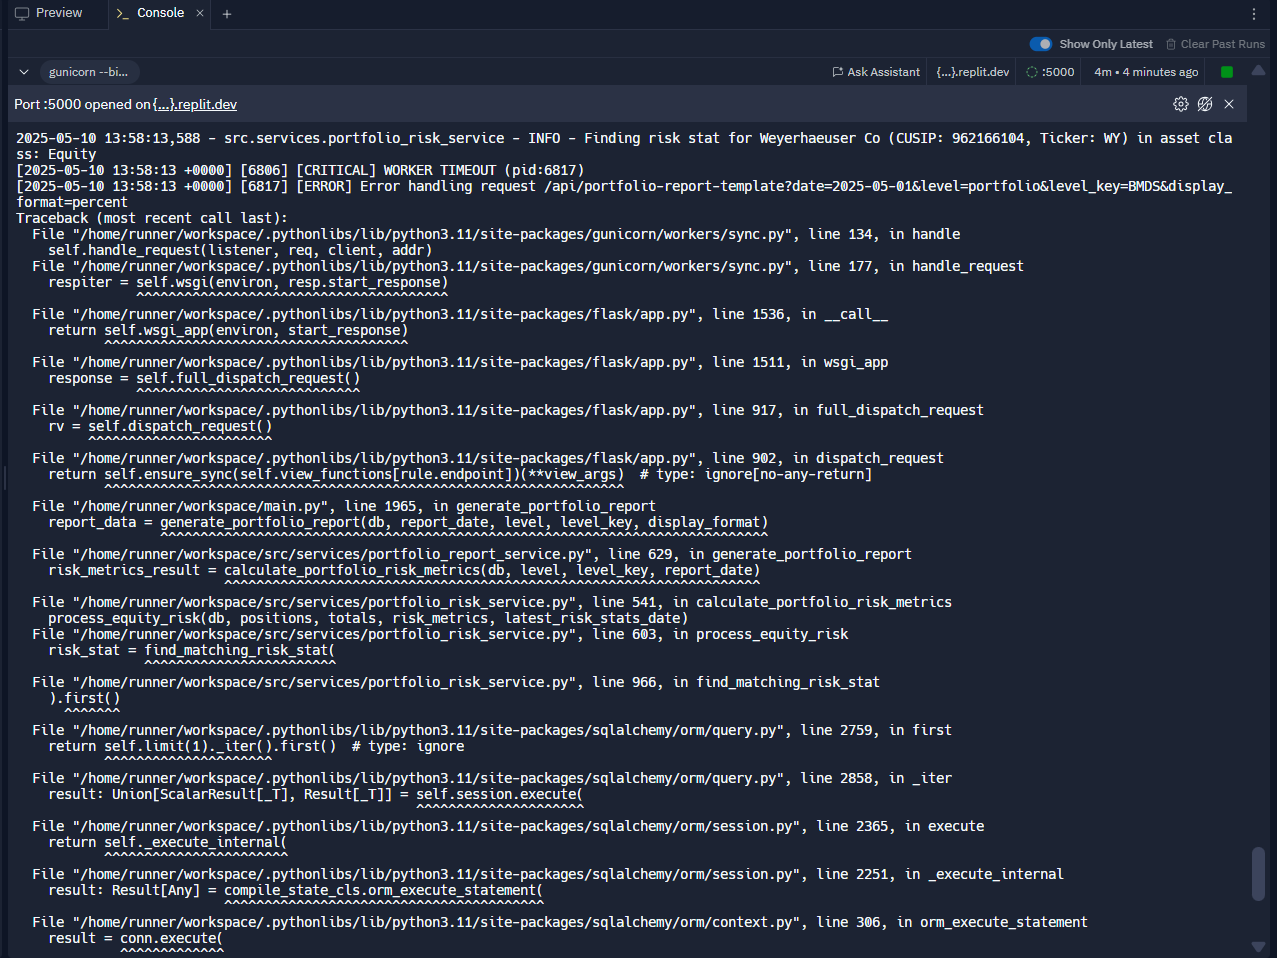 Preview
Console
Show Only Latest
Clear Past Runs
gunicorn --bi...
Ask Assistant
{...}.replit.dev
:5000
4m • 4 minutes ago
Port :5000 opened on {...}.replit.dev
2025-05-10 13:58:13,588 - src.services.portfolio_risk_service - INFO - Finding risk stat for Weyerhaeuser Co (CUSIP: 962166104, Ticker: WY) in asset cla
ss: Equity
[2025-05-10 13:58:13 +0000] [6806] [CRITICAL] WORKER TIMEOUT (pid:6817)
[2025-05-10 13:58:13 +0000] [6817] [ERROR] Error handling request /api/portfolio-report-template?date=2025-05-01&level=portfolio&level_key=BMDS&display_
format=percent
Traceback (most recent call last):
  File "/home/runner/workspace/.pythonlibs/lib/python3.11/site-packages/gunicorn/workers/sync.py", line 134, in handle
    self.handle_request(listener, req, client, addr)
  File "/home/runner/workspace/.pythonlibs/lib/python3.11/site-packages/gunicorn/workers/sync.py", line 177, in handle_request
    respiter = self.wsgi(environ, resp.start_response)
               ^^^^^^^^^^^^^^^^^^^^^^^^^^^^^^^^^^^^^^^
  File "/home/runner/workspace/.pythonlibs/lib/python3.11/site-packages/flask/app.py", line 1536, in __call__
    return self.wsgi_app(environ, start_response)
           ^^^^^^^^^^^^^^^^^^^^^^^^^^^^^^^^^^^^^^
  File "/home/runner/workspace/.pythonlibs/lib/python3.11/site-packages/flask/app.py", line 1511, in wsgi_app
    response = self.full_dispatch_request()
               ^^^^^^^^^^^^^^^^^^^^^^^^^^^^
  File "/home/runner/workspace/.pythonlibs/lib/python3.11/site-packages/flask/app.py", line 917, in full_dispatch_request
    rv = self.dispatch_request()
         ^^^^^^^^^^^^^^^^^^^^^^^
  File "/home/runner/workspace/.pythonlibs/lib/python3.11/site-packages/flask/app.py", line 902, in dispatch_request
    return self.ensure_sync(self.view_functions[rule.endpoint])(**view_args)  # type: ignore[no-any-return]
           ^^^^^^^^^^^^^^^^^^^^^^^^^^^^^^^^^^^^^^^^^^^^^^^^^^^^^^^^^^^^^^^^^
  File "/home/runner/workspace/main.py", line 1965, in generate_portfolio_report
    report_data = generate_portfolio_report(db, report_date, level, level_key, display_format)
                  ^^^^^^^^^^^^^^^^^^^^^^^^^^^^^^^^^^^^^^^^^^^^^^^^^^^^^^^^^^^^^^^^^^^^^^^^^^^^
  File "/home/runner/workspace/src/services/portfolio_report_service.py", line 629, in generate_portfolio_report
    risk_metrics_result = calculate_portfolio_risk_metrics(db, level, level_key, report_date)
                          ^^^^^^^^^^^^^^^^^^^^^^^^^^^^^^^^^^^^^^^^^^^^^^^^^^^^^^^^^^^^^^^^^^^
  File "/home/runner/workspace/src/services/portfolio_risk_service.py", line 541, in calculate_portfolio_risk_metrics
    process_equity_risk(db, positions, totals, risk_metrics, latest_risk_stats_date)
  File "/home/runner/workspace/src/services/portfolio_risk_service.py", line 603, in process_equity_risk
    risk_stat = find_matching_risk_stat(
                ^^^^^^^^^^^^^^^^^^^^^^^^
  File "/home/runner/workspace/src/services/portfolio_risk_service.py", line 966, in find_matching_risk_stat
    ).first()
      ^^^^^^^
  File "/home/runner/workspace/.pythonlibs/lib/python3.11/site-packages/sqlalchemy/orm/query.py", line 2759, in first
    return self.limit(1)._iter().first()  # type: ignore
           ^^^^^^^^^^^^^^^^^^^^^
  File "/home/runner/workspace/.pythonlibs/lib/python3.11/site-packages/sqlalchemy/orm/query.py", line 2858, in _iter
    result: Union[ScalarResult[_T], Result[_T]] = self.session.execute(
                                                  ^^^^^^^^^^^^^^^^^^^^^
  File "/home/runner/workspace/.pythonlibs/lib/python3.11/site-packages/sqlalchemy/orm/session.py", line 2365, in execute
    return self._execute_internal(
           ^^^^^^^^^^^^^^^^^^^^^^^
  File "/home/runner/workspace/.pythonlibs/lib/python3.11/site-packages/sqlalchemy/orm/session.py", line 2251, in _execute_internal
    result: Result[Any] = compile_state_cls.orm_execute_statement(
                          ^^^^^^^^^^^^^^^^^^^^^^^^^^^^^^^^^^^^^^^^
  File "/home/runner/workspace/.pythonlibs/lib/python3.11/site-packages/sqlalchemy/orm/context.py", line 306, in orm_execute_statement
    result = conn.execute(
             ^^^^^^^^^^^^^